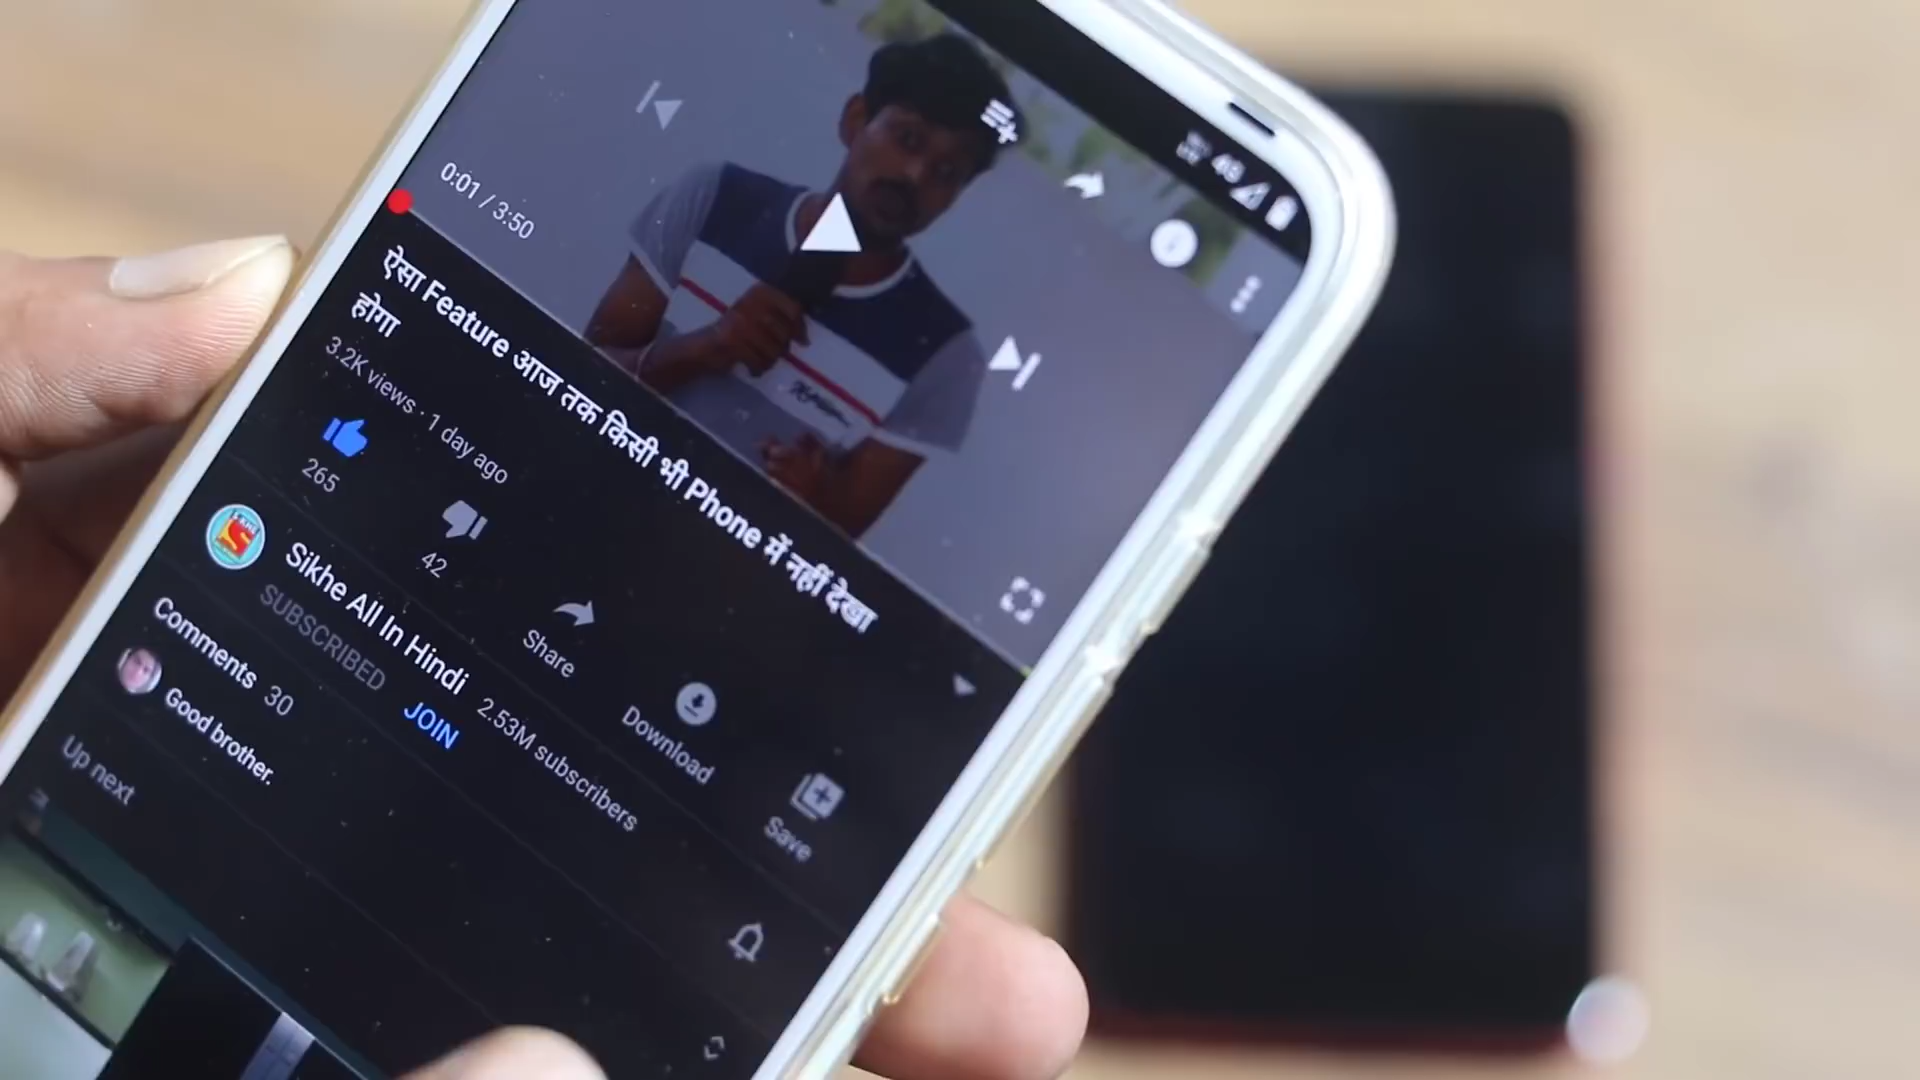 4G
0:01 / 3:50
ऐसा Feature आज तक किसी भी Phone में नहीं देखा
होगा
3.2K views · 1 day ago
265
42
Share
Download
Save
Sikhe All In Hindi
2.53M subscribers
SUBSCRIBED
JOIN
Comments 30
Good brother.
Up next